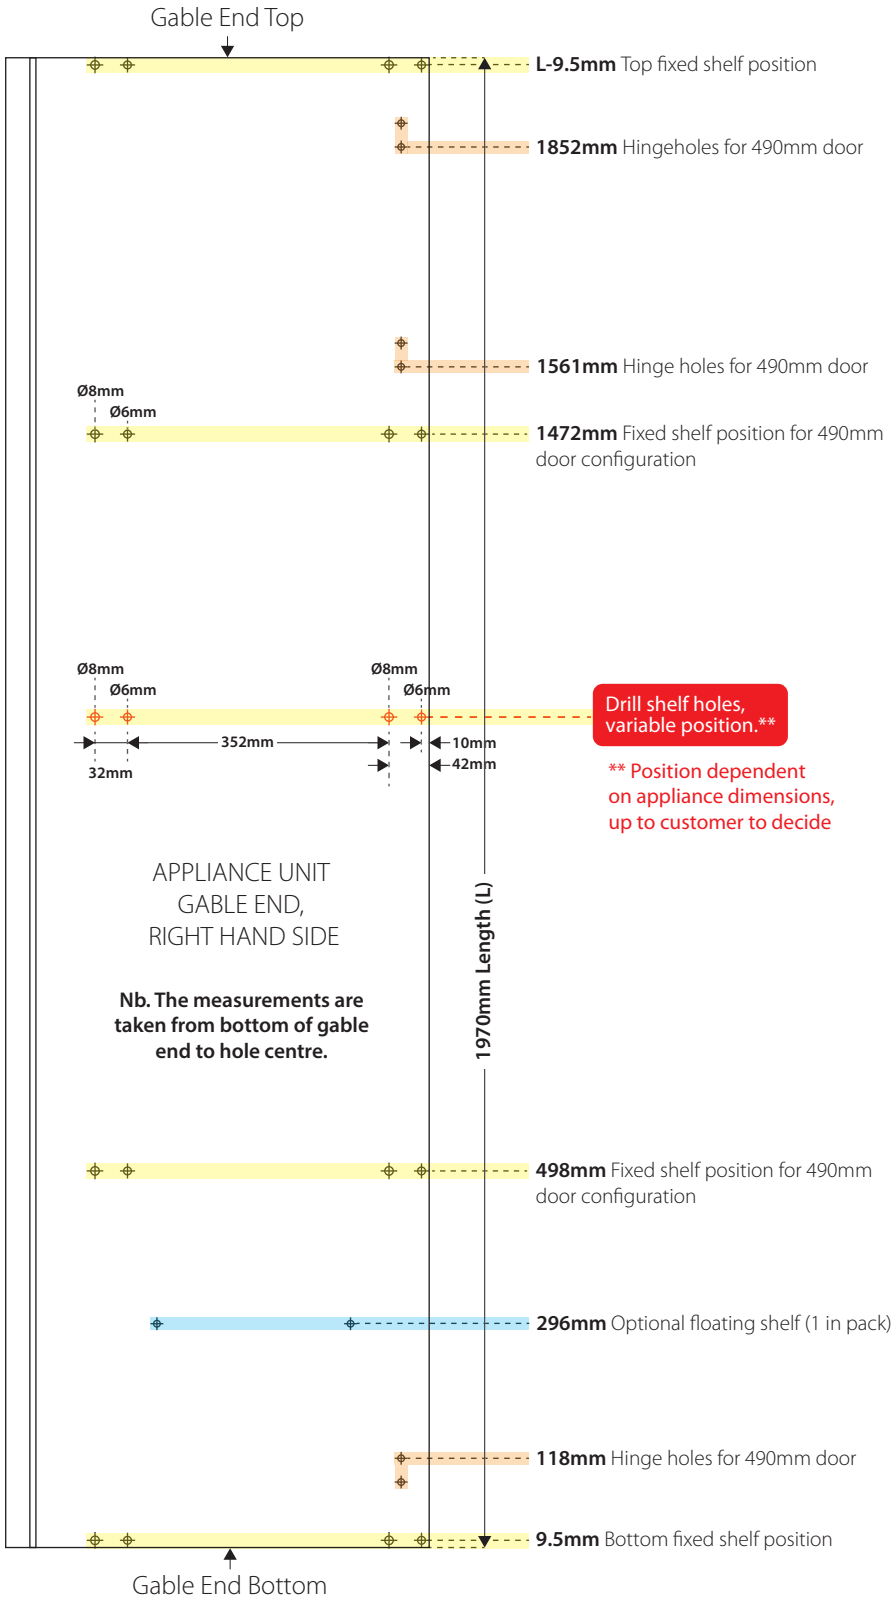 Gable End Top
L-9.5mm Top fixed shelf position
1852mm Hingeholes for 490mm door
1561mm Hinge holes for 490mm door
Ø8mm
Ø6mm
1472mm Fixed shelf position for 490mm
door configuration
Ø8mm
Ø6mm
Ø8mm
Ø6mm
Drill shelf holes,
variable position.**
352mm
10mm
32mm
42mm
** Position dependent
on appliance dimensions,
up to customer to decide
APPLIANCE UNIT
GABLE END,
RIGHT HAND SIDE
1970mm Length (L)
Nb. The measurements are
taken from bottom of gable
end to hole centre.
498mm Fixed shelf position for 490mm
door configuration
296mm Optional floating shelf (1 in pack)
118mm Hinge holes for 490mm door
9.5mm Bottom fixed shelf position
Gable End Bottom